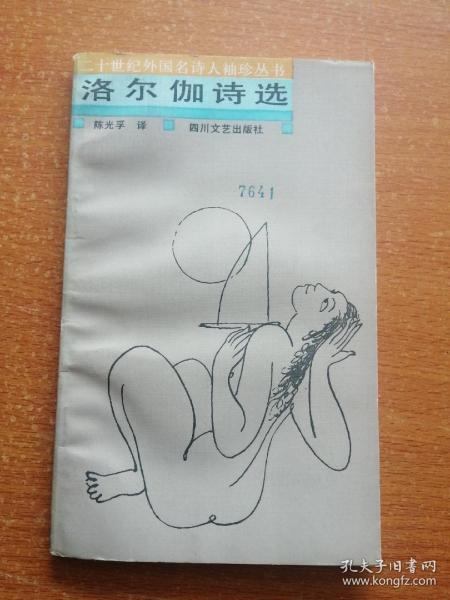 二十世纪外国名诗人袖珍丛书
洛尔伽诗选
陈光孚 译 四川文艺出版社
7641
孔夫子旧书网
www.kongfz.com